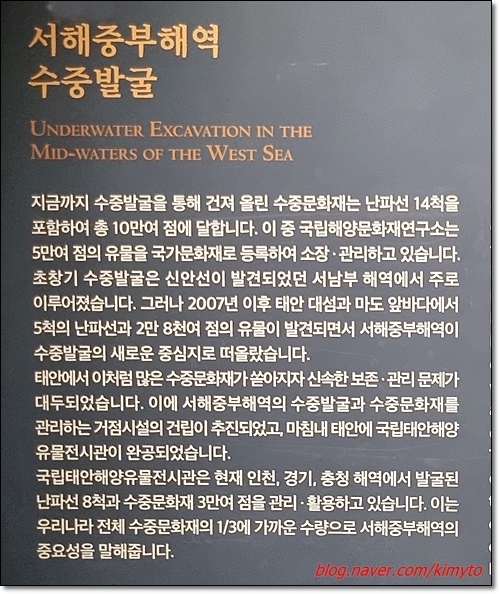 서해중부해역
수중발굴
UNDERWATER EXCAVATION IN THE
MID-WATERS OF THE WEST SEA
지금까지 수중발굴을 통해 건져 올린 수중문화재는 난파선 14척을
포함하여 총 10만여 점에 달합니다. 이 중 국립해양문화재연구소는
5만여 점의 유물을 국가문화재로 등록하여 소장·관리하고 있습니다.
초창기 수중발굴은 신안선이 발견되었던 서남부 해역에서 주로
이루어졌습니다. 그러나 2007년 이후 태안 대섬과 마도 앞바다에서
5척의 난파선과 2만 8천여 점의 유물이 발견되면서 서해중부해역이
수중발굴의 새로운 중심지로 떠올랐습니다.
태안에서 이처럼 많은 수중문화재가 쏟아지자 신속한 보존·관리 문제가
대두되었습니다. 이에 서해중부해역의 수중발굴과 수중문화재를
관리하는 거점시설의 건립이 추진되었고, 마침내 태안에 국립태안해양
유물전시관이 완공되었습니다.
국립태안해양유물전시관은 현재 인천, 경기, 충청 해역에서 발굴된
난파선 8척과 수중문화재 3만여 점을 관리·활용하고 있습니다. 이는
우리나라 전체 수중문화재의 1/3에 가까운 수량으로 서해중부해역의
중요성을 말해줍니다.
blog.naver.com/kimyto